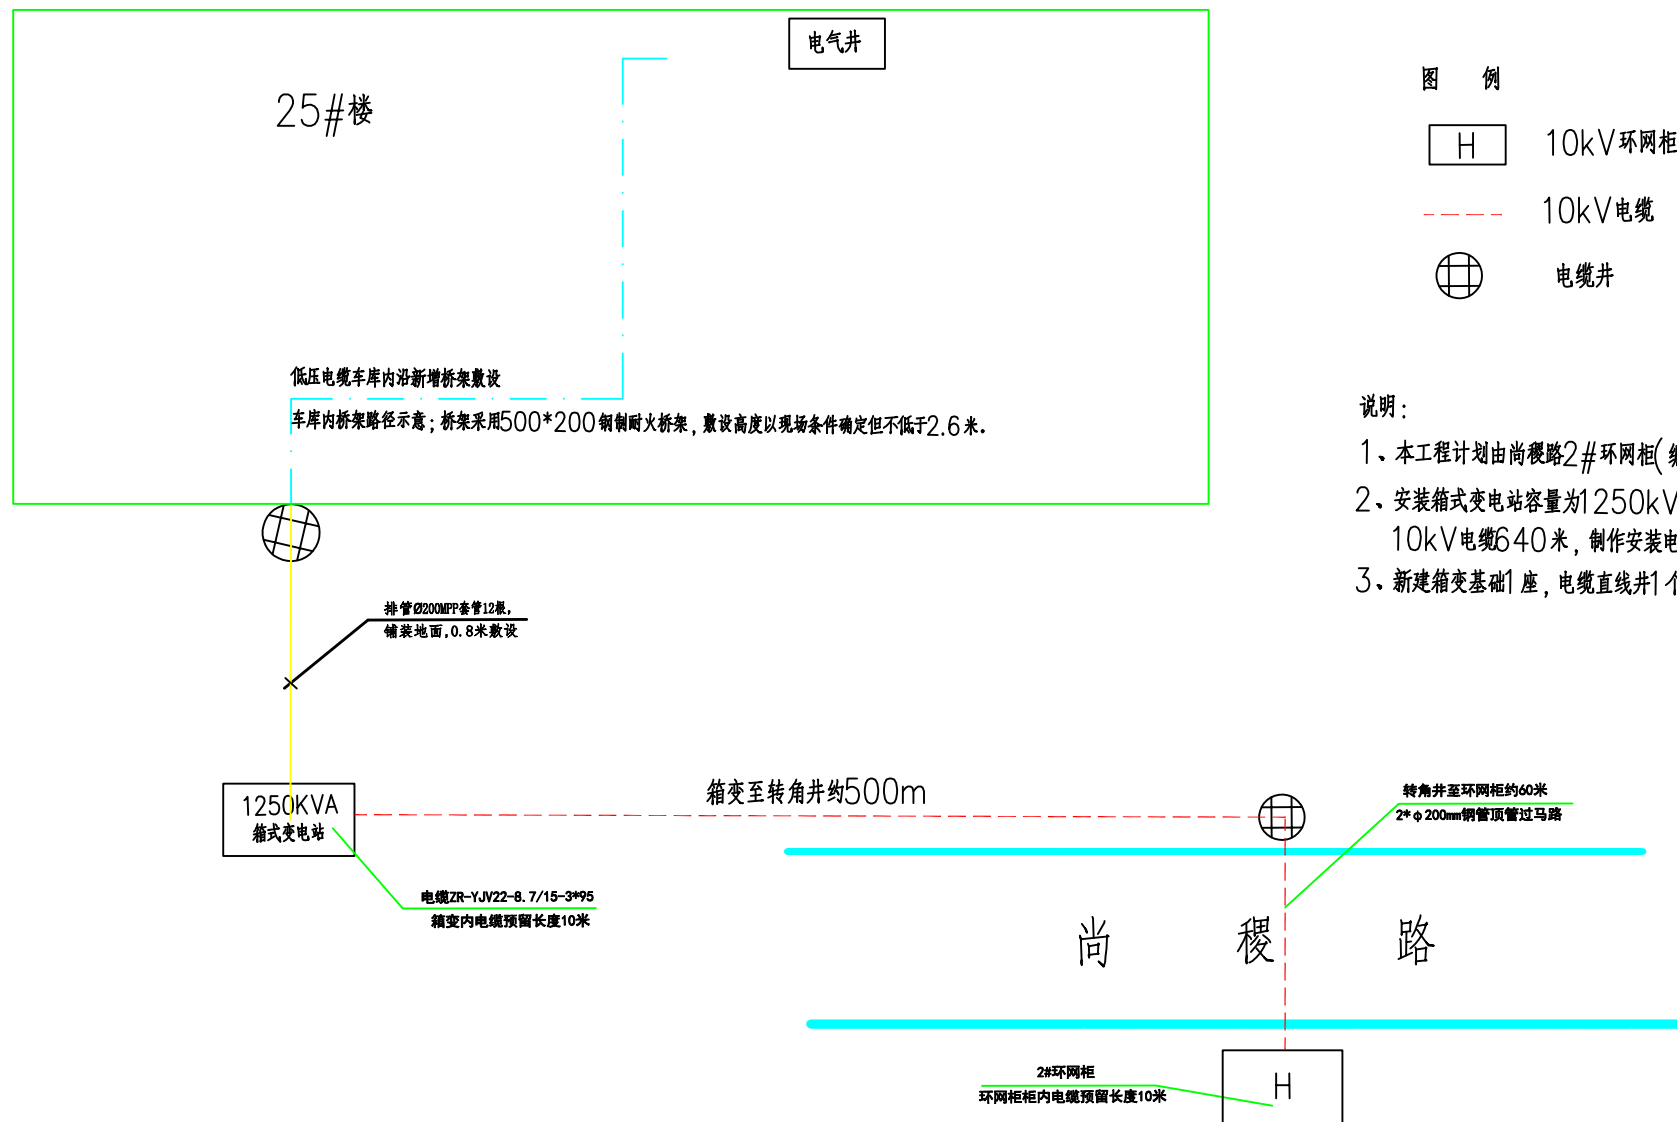 电气井
25#楼
低压电缆车库内沿新增桥架敷设
车库内桥架路径示意;桥架采用500*200钢制耐火桥架,敷设高度以现场条件确定但不低于2.6米.
图 例
H 10kV环网柜
10kV电缆
电缆井
说明:
1、本工程计划由尚稷路2#环网柜(
2、安装箱式变电站容量为1250kV
10kV电缆640米,制作安装电
3、新建箱变基础1座,电缆直线井1个
排管Ø200MPP套管12根,
铺装地面,0.8米敷设
1250KVA
箱式变电站
箱变至转角井约500m
转角井至环网柜约60米
2*φ200mm钢管顶管过马路
电缆ZR-YJV22-8.7/15-3*95
箱变内电缆预留长度10米
尚 稷 路
2#环网柜
环网柜柜内电缆预留长度10米
H